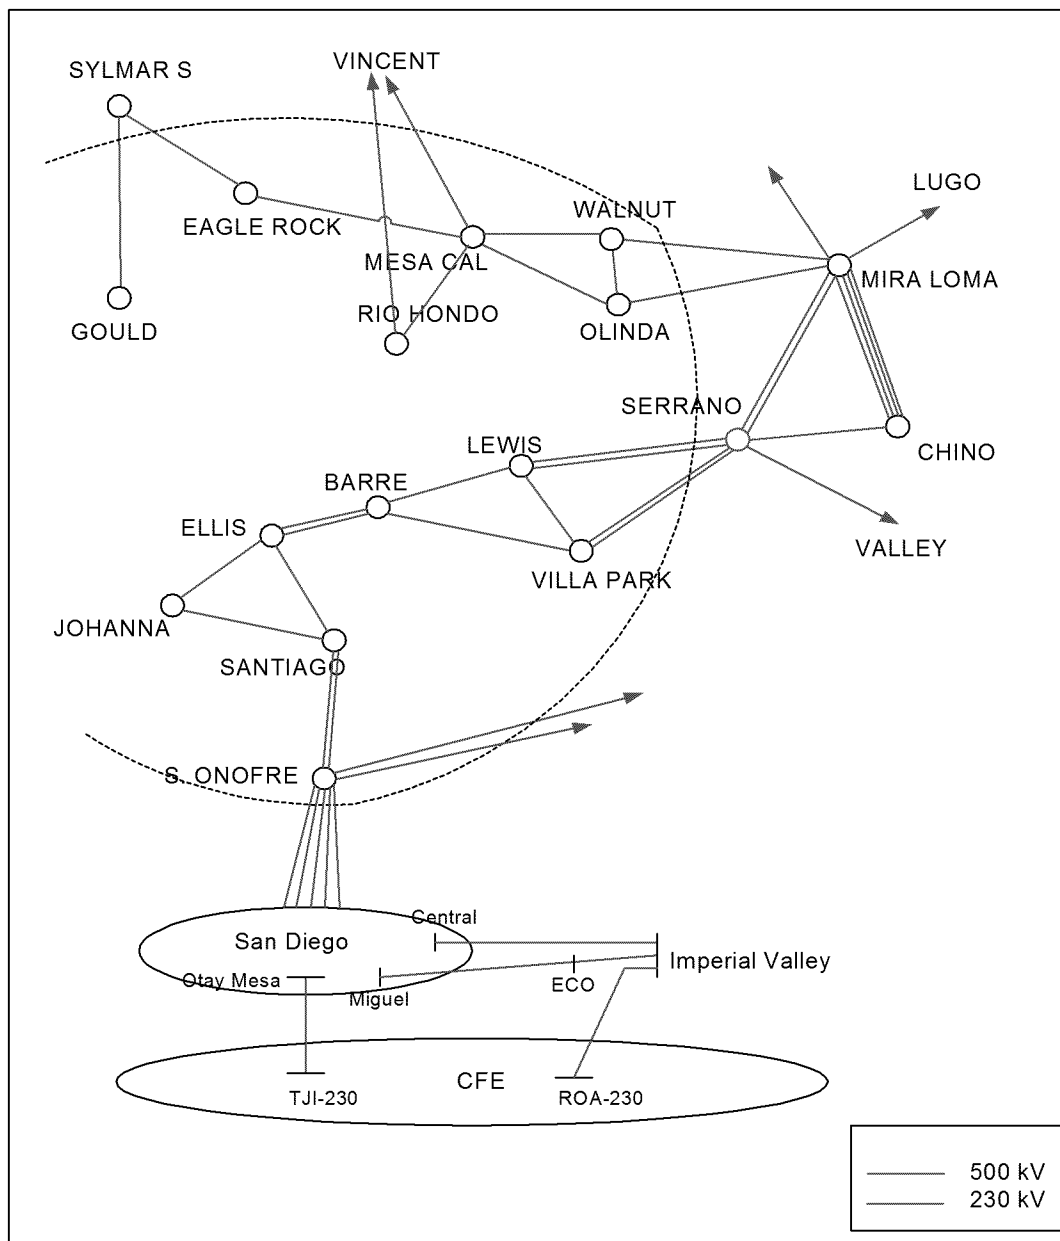 VINCENT
SYLMAR S
LUGO
WALNUT
EAGLE ROCK
MESA CAL
MIRA LOMA
RIO HONDO
GOULD
OLINDA
SERRANO
LEWIS
CHINO
BARRE
ELLIS
VALLEY
VILLA PARK
JOHANNA
SANTIAGO
S. ONOFRE
Central
San Diego
Imperial Valley
Otay Mesa
ECO
Miguel
CFE
TJI-230
ROA-230
500 kV
230 kV